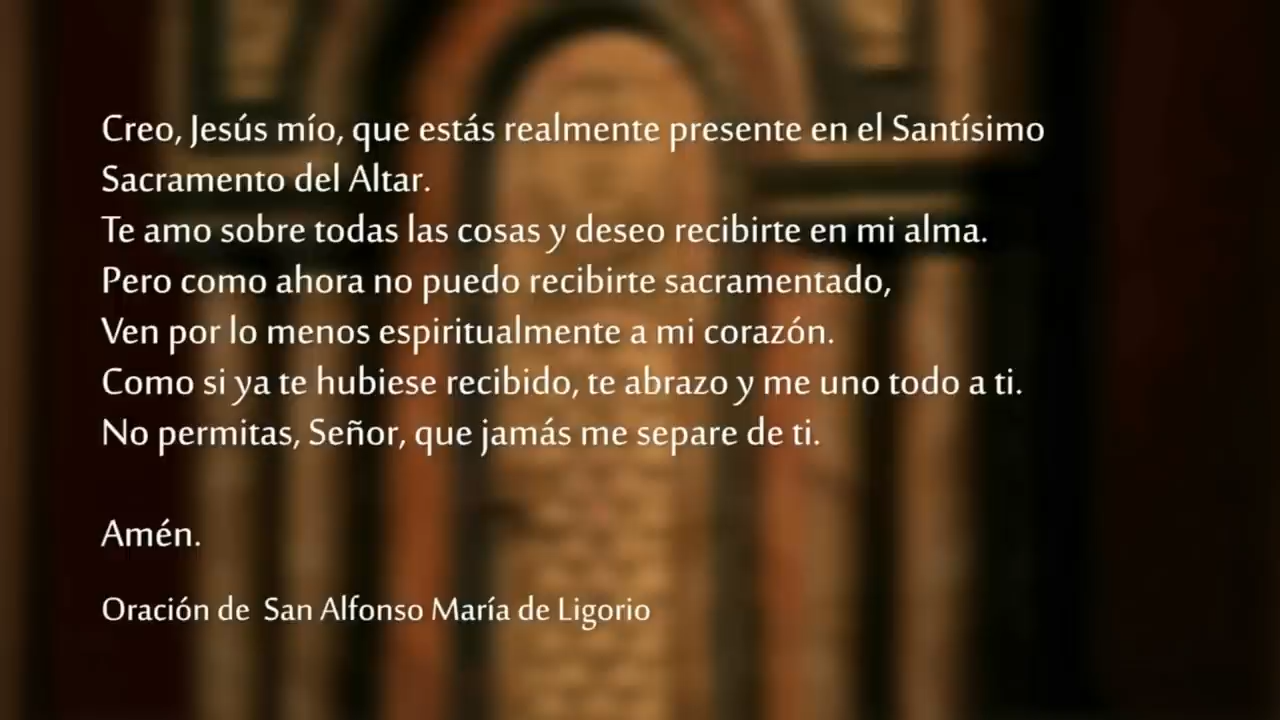 Creo, Jesús mío, que estás realmente presente en el Santísimo
Sacramento del Altar.
Te amo sobre todas las cosas y deseo recibirte en mi alma.
Pero como ahora no puedo recibirte sacramentado,
Ven por lo menos espiritualmente a mi corazón.
Como si ya te hubiese recibido, te abrazo y me uno todo a ti.
No permitas, Señor, que jamás me separe de ti.
Amén.
Oración de San Alfonso María de Ligorio